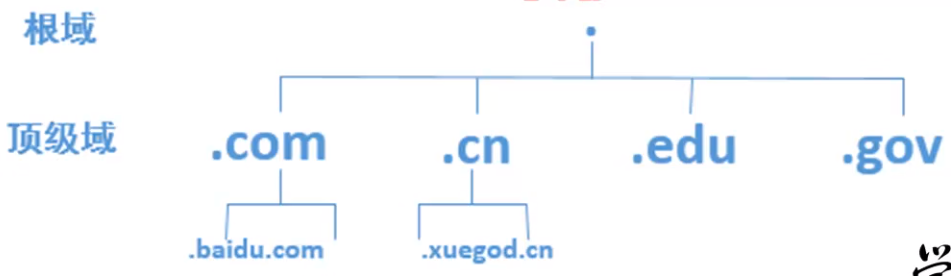 根域
.
顶级域 .com .cn .edu .gov
.baidu.com .xuegod.cn